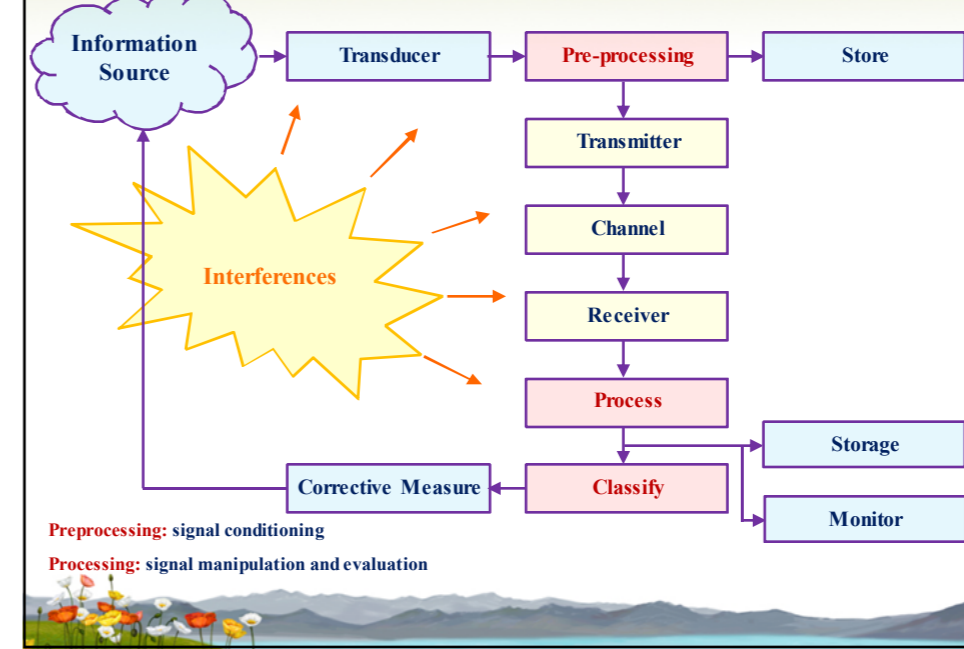 Information
Source
Transducer
Pre-processing
Store
Transmitter
Channel
Interferences
Receiver
Process
Storage
Corrective Measure
Classify
Monitor
Preprocessing: signal conditioning
Processing: signal manipulation and evaluation